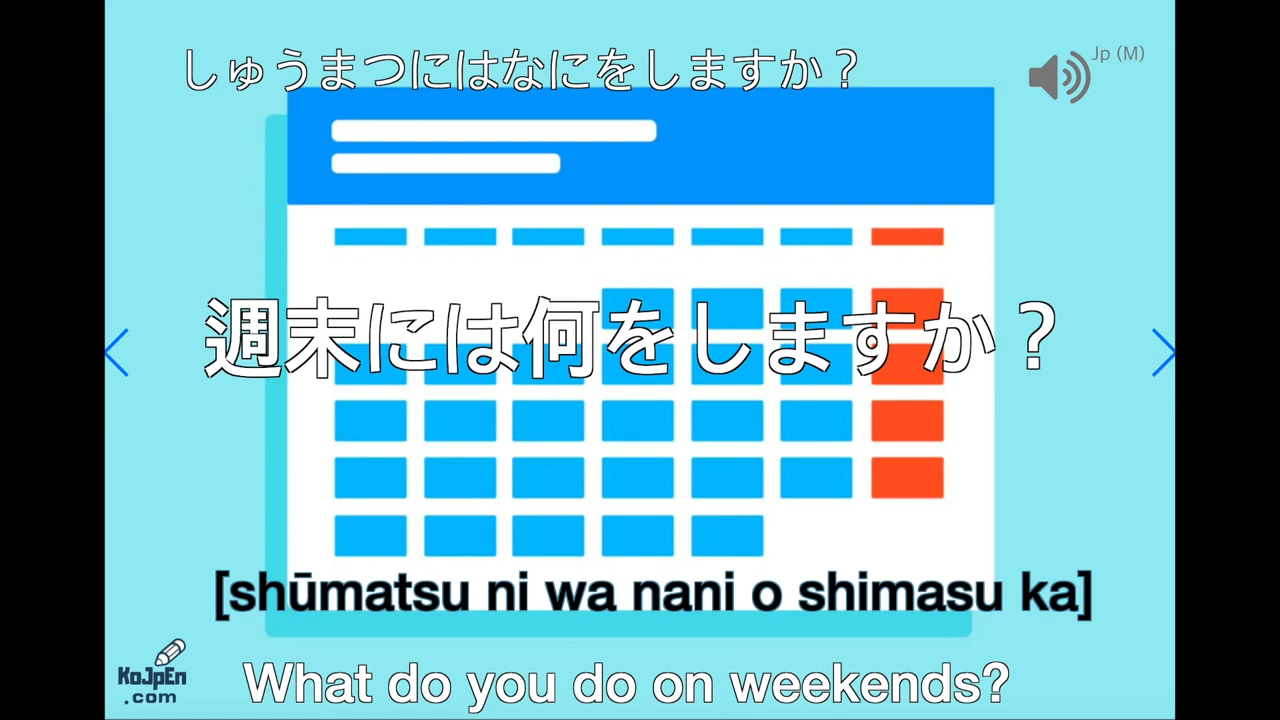 しゅうまつにはなにをしますか？
Jp (M)
週末には何をしますか？
[shūmatsu ni wa nani o shimasu ka]
KoJpEn
.com
What do you do on weekends?